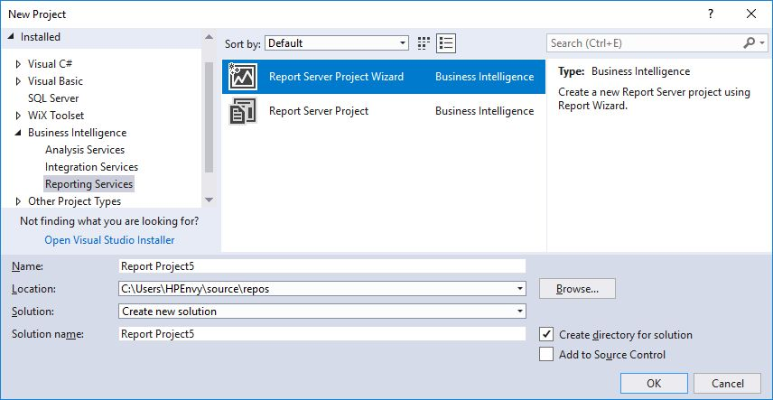 New Project
Installed
Sort by: Default
Search (Ctrl+E)
Visual C#
Visual Basic
SQL Server
WiX Toolset
Business Intelligence
Analysis Services
Integration Services
Reporting Services
Other Project Types
Not finding what you are looking for?
Open Visual Studio Installer
Report Server Project Wizard Business Intelligence
Report Server Project Business Intelligence
Type: Business Intelligence
Create a new Report Server project using
Report Wizard.
Name: Report Project5
Location: C:\Users\HPEnvy\source\repos Browse...
Solution: Create new solution
Solution name: Report Project5
Create directory for solution
Add to Source Control
OK Cancel